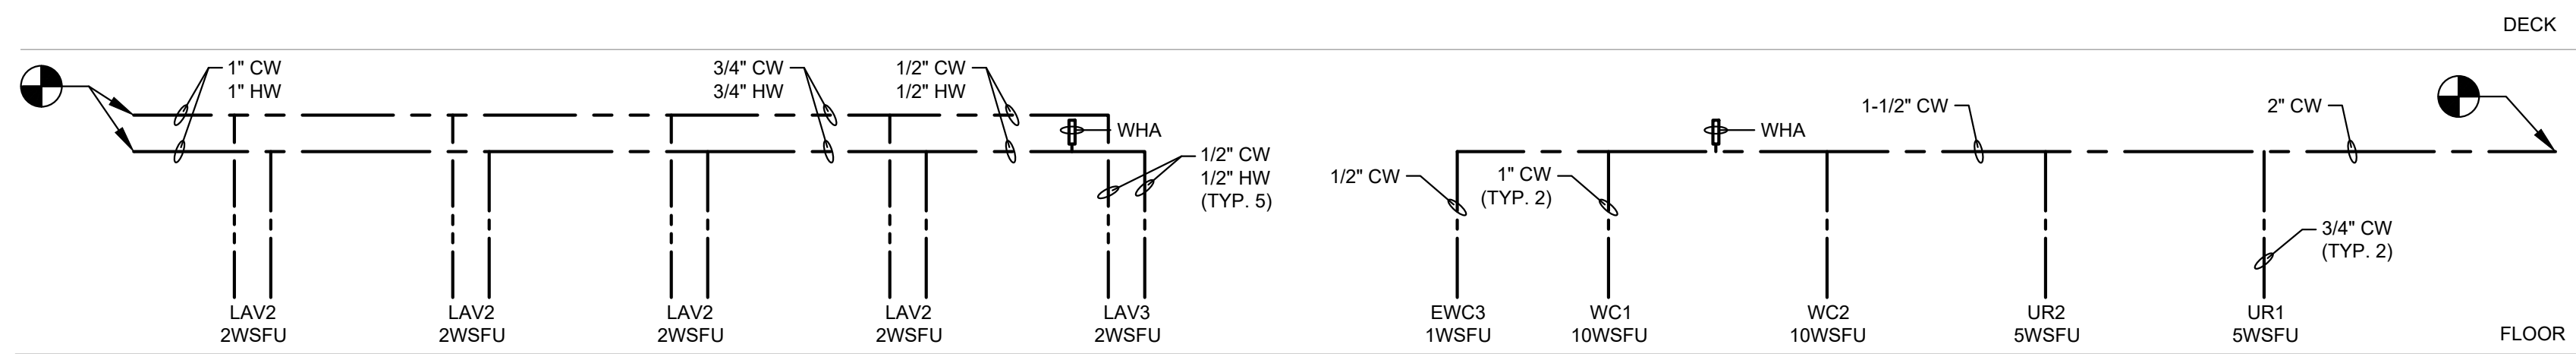 DECK
1" CW
1" HW
3/4" CW
3/4" HW
1/2" CW
1/2" HW
WHA
1/2" CW
1/2" HW
(TYP. 5)
1/2" CW
1" CW
(TYP. 2)
WHA
1-1/2" CW
2" CW
3/4" CW
(TYP. 2)
LAV2
2WSFU
LAV2
2WSFU
LAV2
2WSFU
LAV2
2WSFU
LAV3
2WSFU
EWC3
1WSFU
WC1
10WSFU
WC2
10WSFU
UR2
5WSFU
UR1
5WSFU
FLOOR